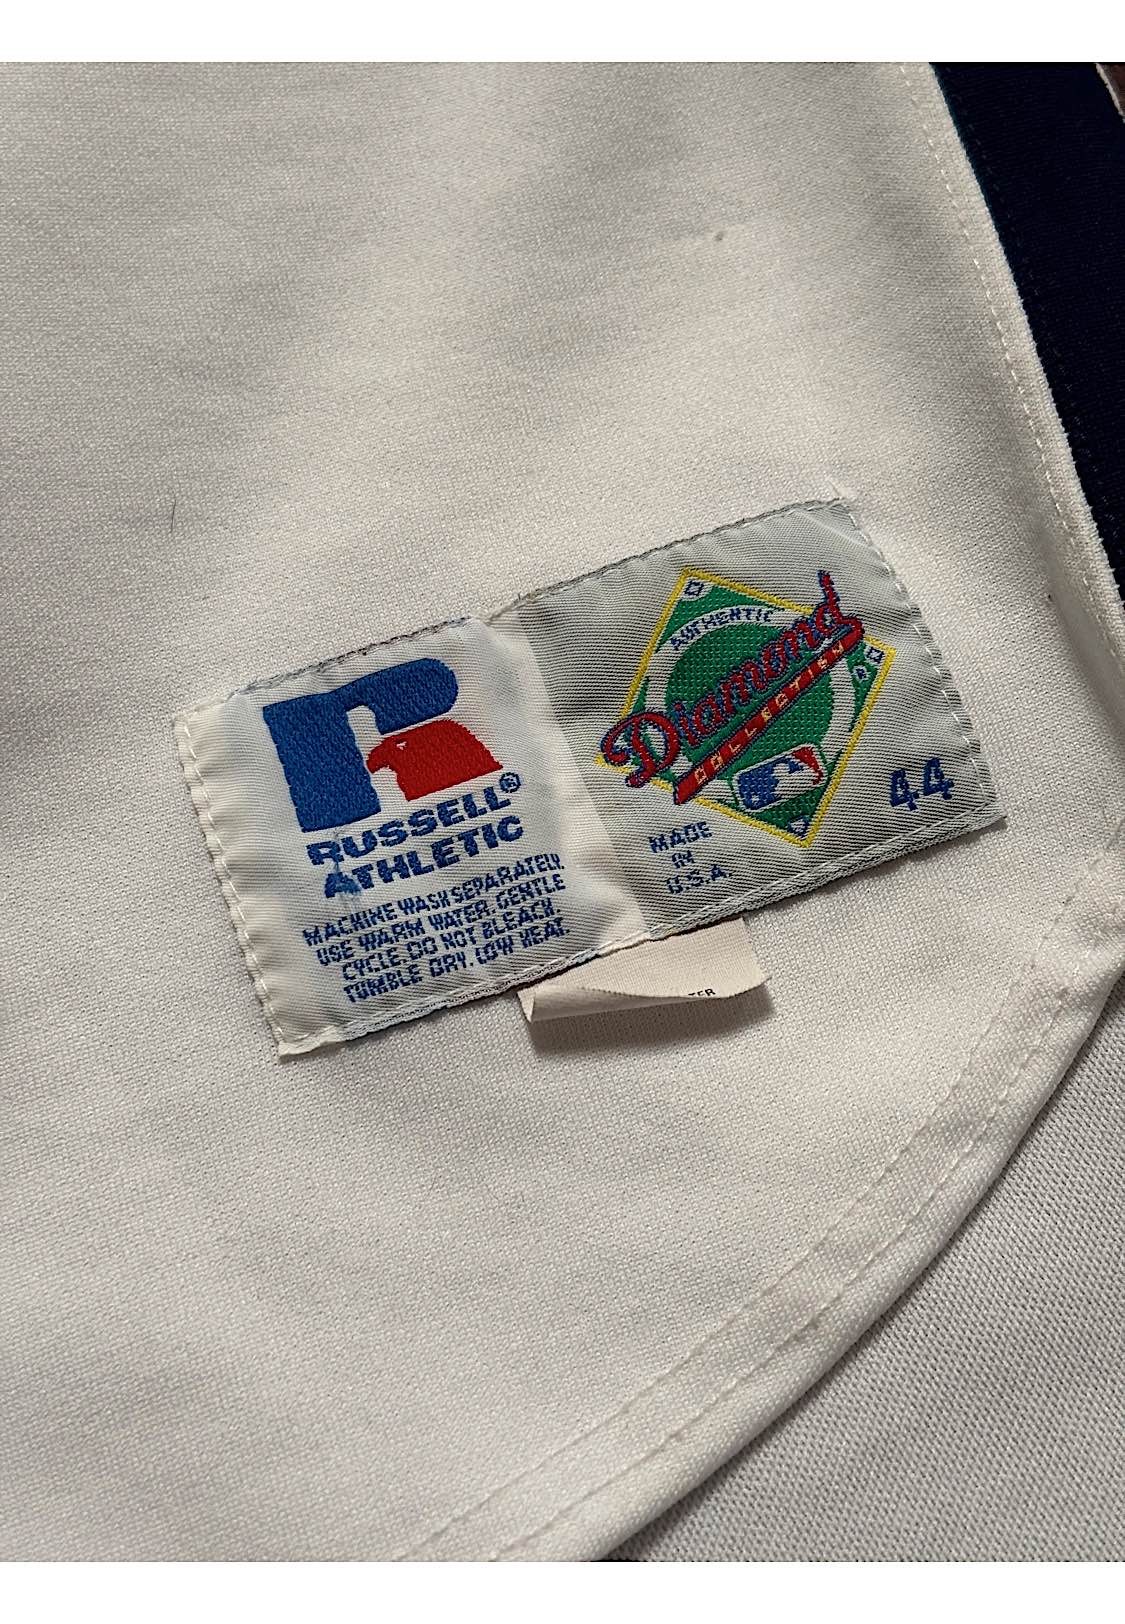 RUSSELL®
ATHLETIC
MACHINE WASH SEPARATELY.
USE WARM WATER, GENTLE
CYCLE. DO NOT BLEACH.
TUMBLE DRY, LOW HEAT.
AUTHENTIC
Diamond
COLLECTION
®
44
MADE
IN
U.S.A.